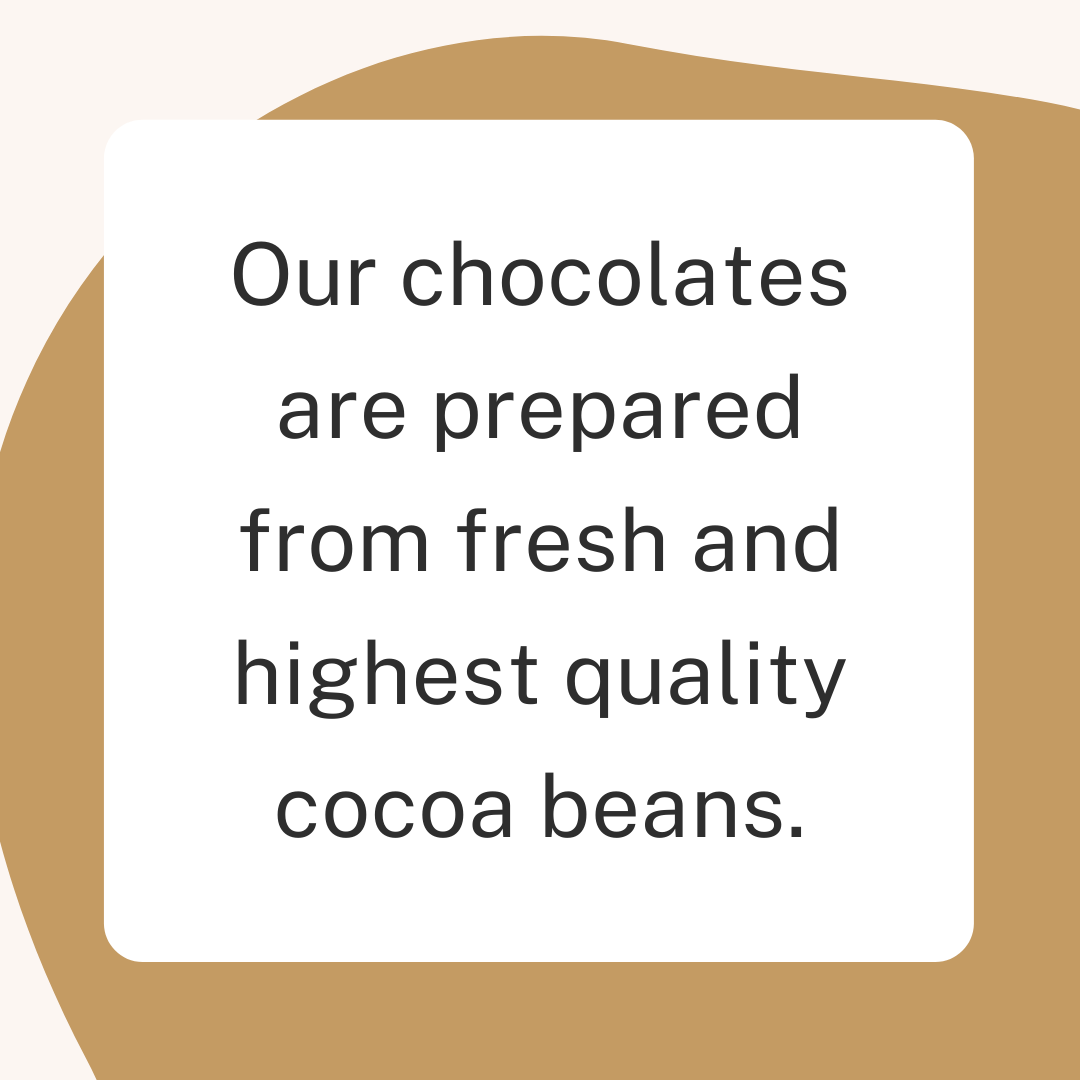 Our chocolates
are prepared
from fresh and
highest quality
cocoa beans.